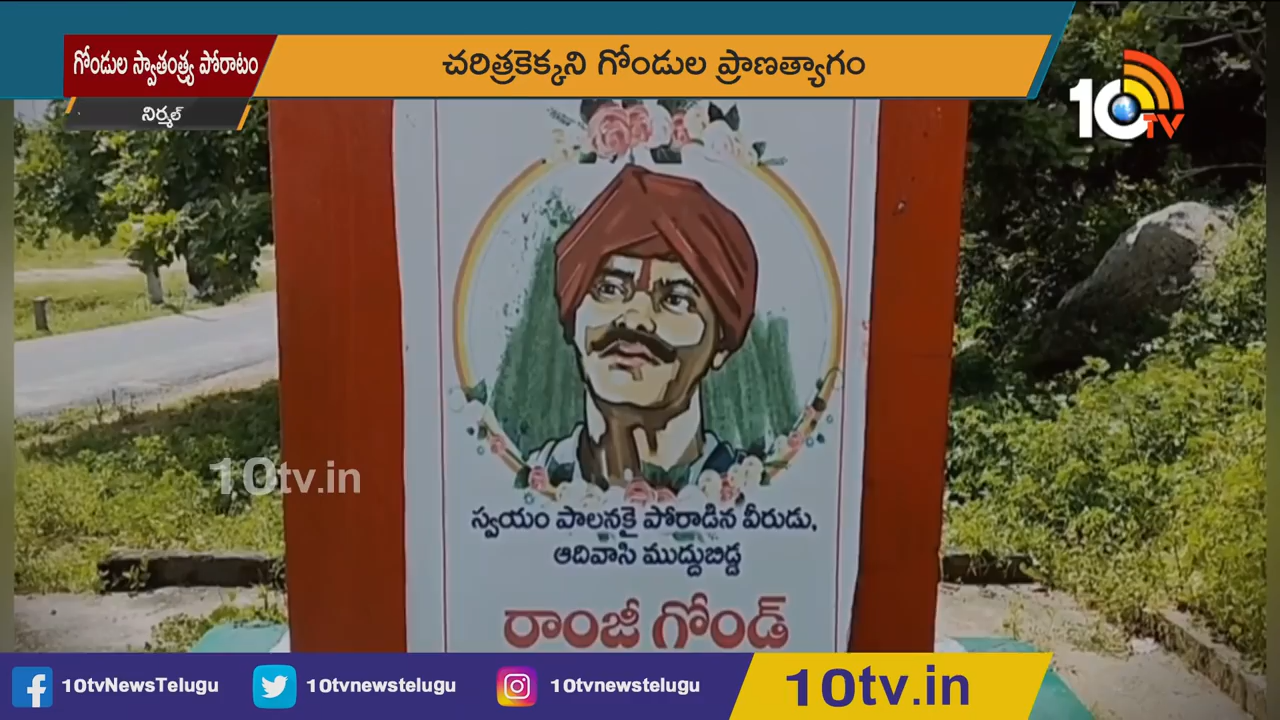 గోండుల స్వాతంత్ర్య పోరాటం
చరిత్రకెక్కని గోండుల ప్రాణత్యాగం
నిర్మల్
10TV
10tv.in
స్వయం పాలనకై పోరాడిన వీరుడు,
ఆదివాసి ముద్దుబిడ్డ
రాంజీ గోండ్
10tvNewsTelugu
10tvnewstelugu
10tvnewstelugu
10tv.in